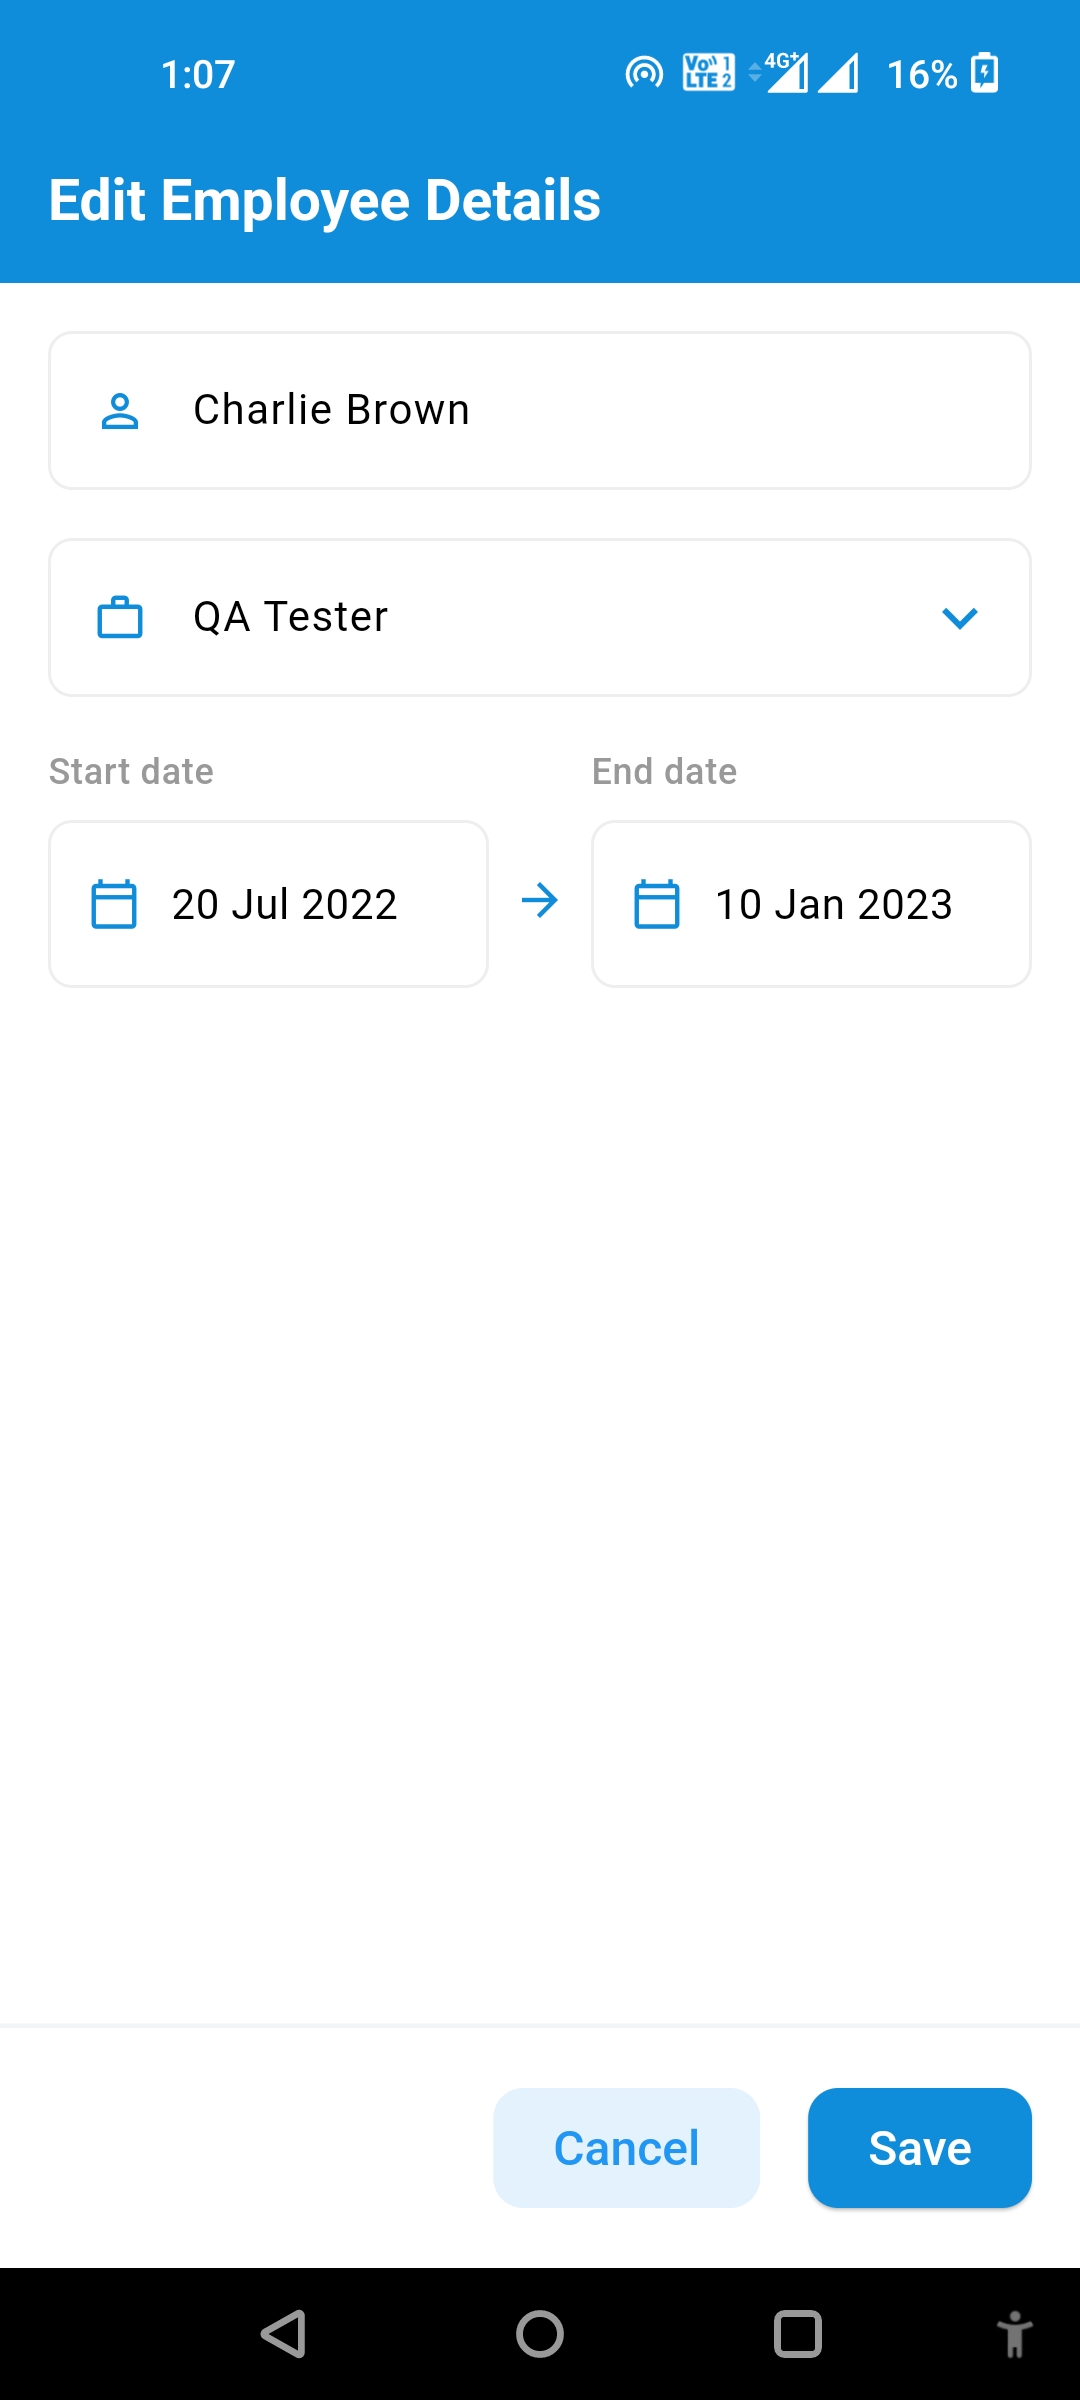 1:07 Vo 1 LTE 2 4G+ 16%
Edit Employee Details
Charlie Brown
QA Tester
Start date End date
20 Jul 2022 10 Jan 2023
Cancel Save